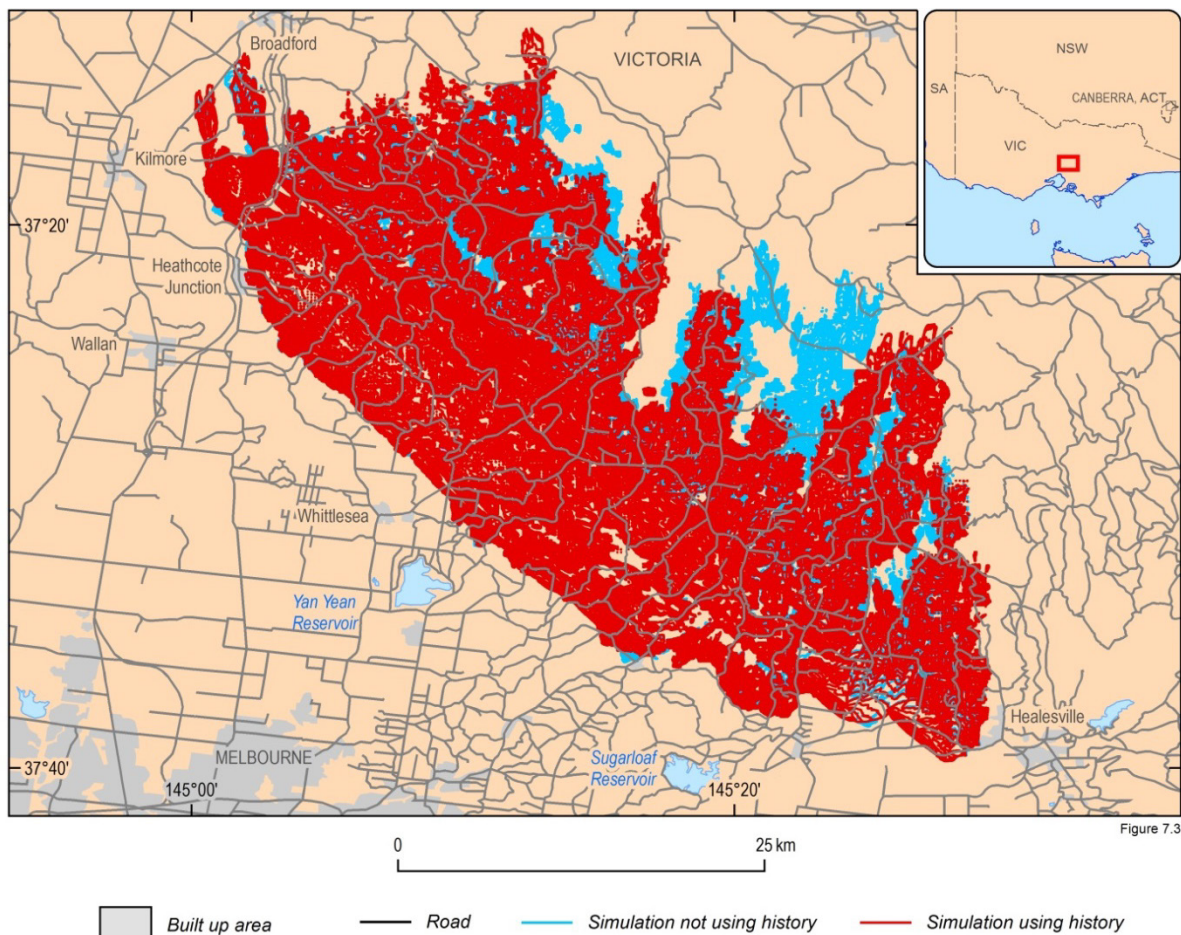 Broadford
VICTORIA
NSW
SA
CANBERRA, ACT
VIC
Kilmore
37°20'
Heathcote
Junction
Wallan
Whittlesea
Yan Yean
Reservoir
Healesville
MELBOURNE
Sugarloaf
Reservoir
37°40'
145°00'
145°20'
Figure 7.3
0
25 km
Built up area
Road
Simulation not using history
Simulation using history